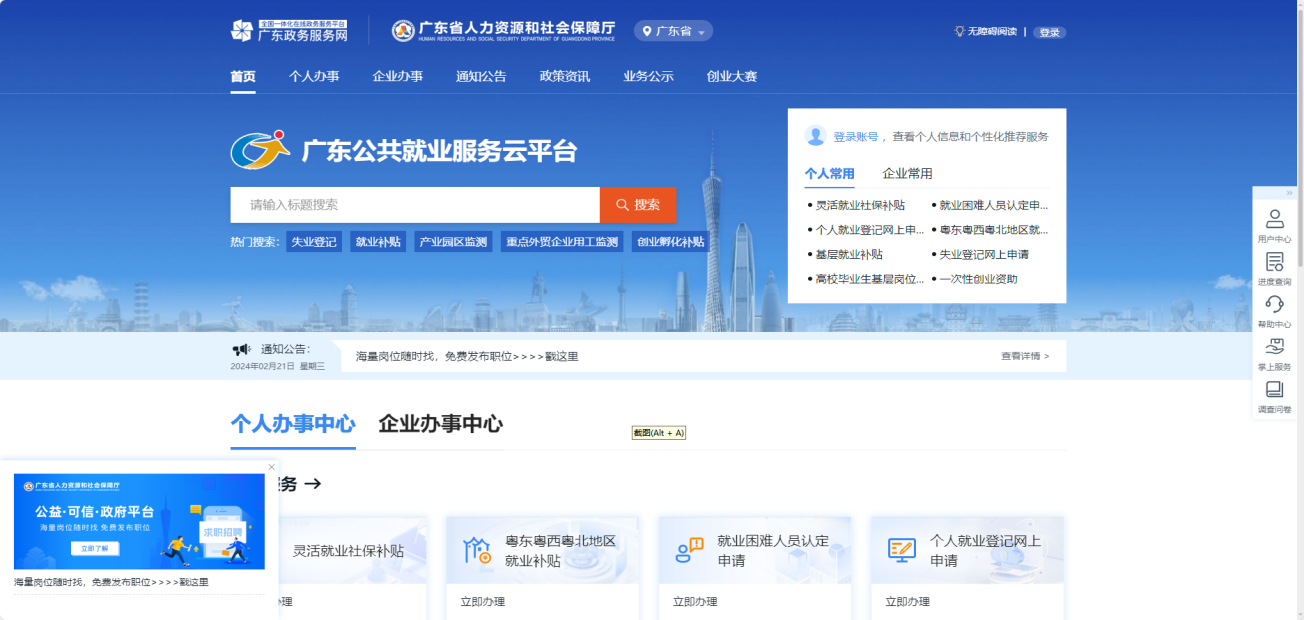 全国一体化在线政务服务平台
广东政务服务网
广东省人力资源和社会保障厅
HUMAN RESOURCES AND SOCIAL SECURITY DEPARTMENT OF GUANGDONG PROVINCE
广东省
无障碍阅读 | 登录
首页 个人办事 企业办事 通知公告 政策资讯 业务公示 创业大赛
广东公共就业服务云平台
请输入标题搜索
搜索
热门搜索： 失业登记 就业补贴 产业园区监测 重点外贸企业用工监测 创业孵化补贴
登录账号 ，查看个人信息和个性化推荐服务
个人常用 企业常用
• 灵活就业社保补贴 • 就业困难人员认定申...
• 个人就业登记网上申... • 粤东粤西粤北地区就...
• 基层就业补贴 • 失业登记网上申请
• 高校毕业生基层岗位... • 一次性创业资助
»
用户中心
进度查询
帮助中心
掌上服务
调查问卷
通知公告：
2024年02月21日 星期三
海量岗位随时找，免费发布职位>>>>戳这里
查看详情 >
个人办事中心 企业办事中心
截图(Alt + A)
务 →
灵活就业社保补贴
粤东粤西粤北地区
就业补贴
就业困难人员认定
申请
个人就业登记网上
申请
办理
立即办理
立即办理
立即办理
×
广东省人力资源和社会保障厅
公益·可信·政府平台
海量岗位随时找 免费发布职位
立即了解
求职招聘
海量岗位随时找，免费发布职位>>>>戳这里